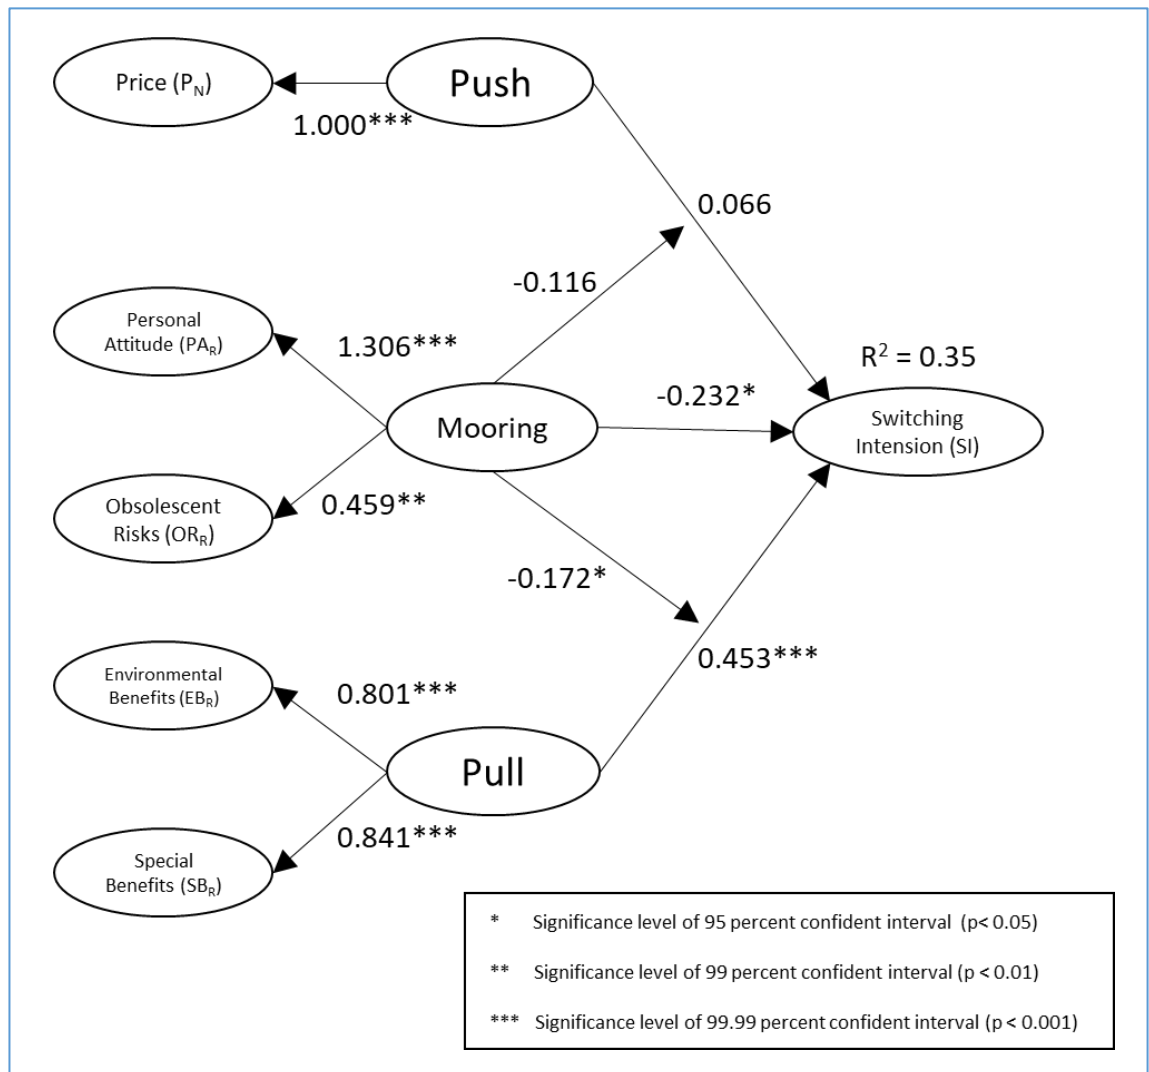 Price (P_N)
Push
1.000***
0.066
-0.116
Personal
Attitude (PA_R)
1.306***
R² = 0.35
-0.232*
Mooring
Switching
Intension (SI)
Obsolescent
Risks (OR_R)
0.459**
-0.172*
0.453***
Environmental
Benefits (EB_R)
0.801***
Pull
0.841***
Special
Benefits (SB_R)
* Significance level of 95 percent confident interval (p< 0.05)
** Significance level of 99 percent confident interval (p < 0.01)
*** Significance level of 99.99 percent confident interval (p < 0.001)